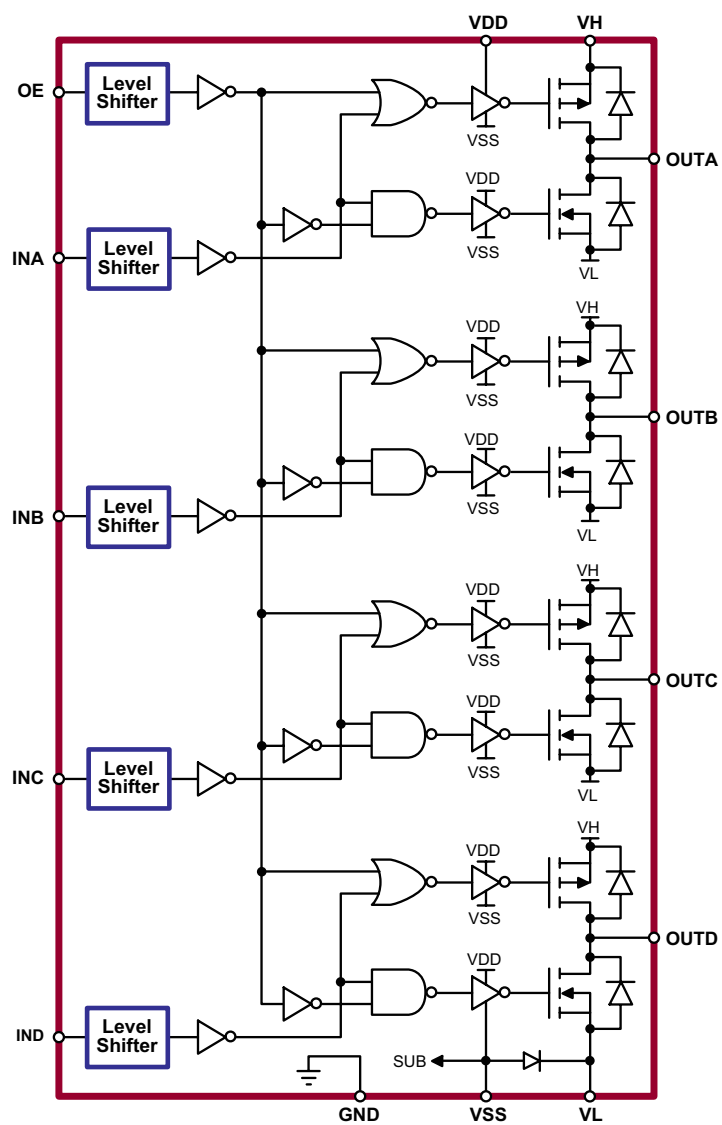 VDD VH
OE Level Shifter
VSS
OUTA
VDD
INA Level Shifter
VSS
VL
VH
VDD
VSS
OUTB
VDD
INB Level Shifter
VSS
VL
VH
VDD
VSS
OUTC
VDD
INC Level Shifter
VSS
VL
VH
VDD
VSS
OUTD
VDD
IND Level Shifter
SUB
GND VSS VL